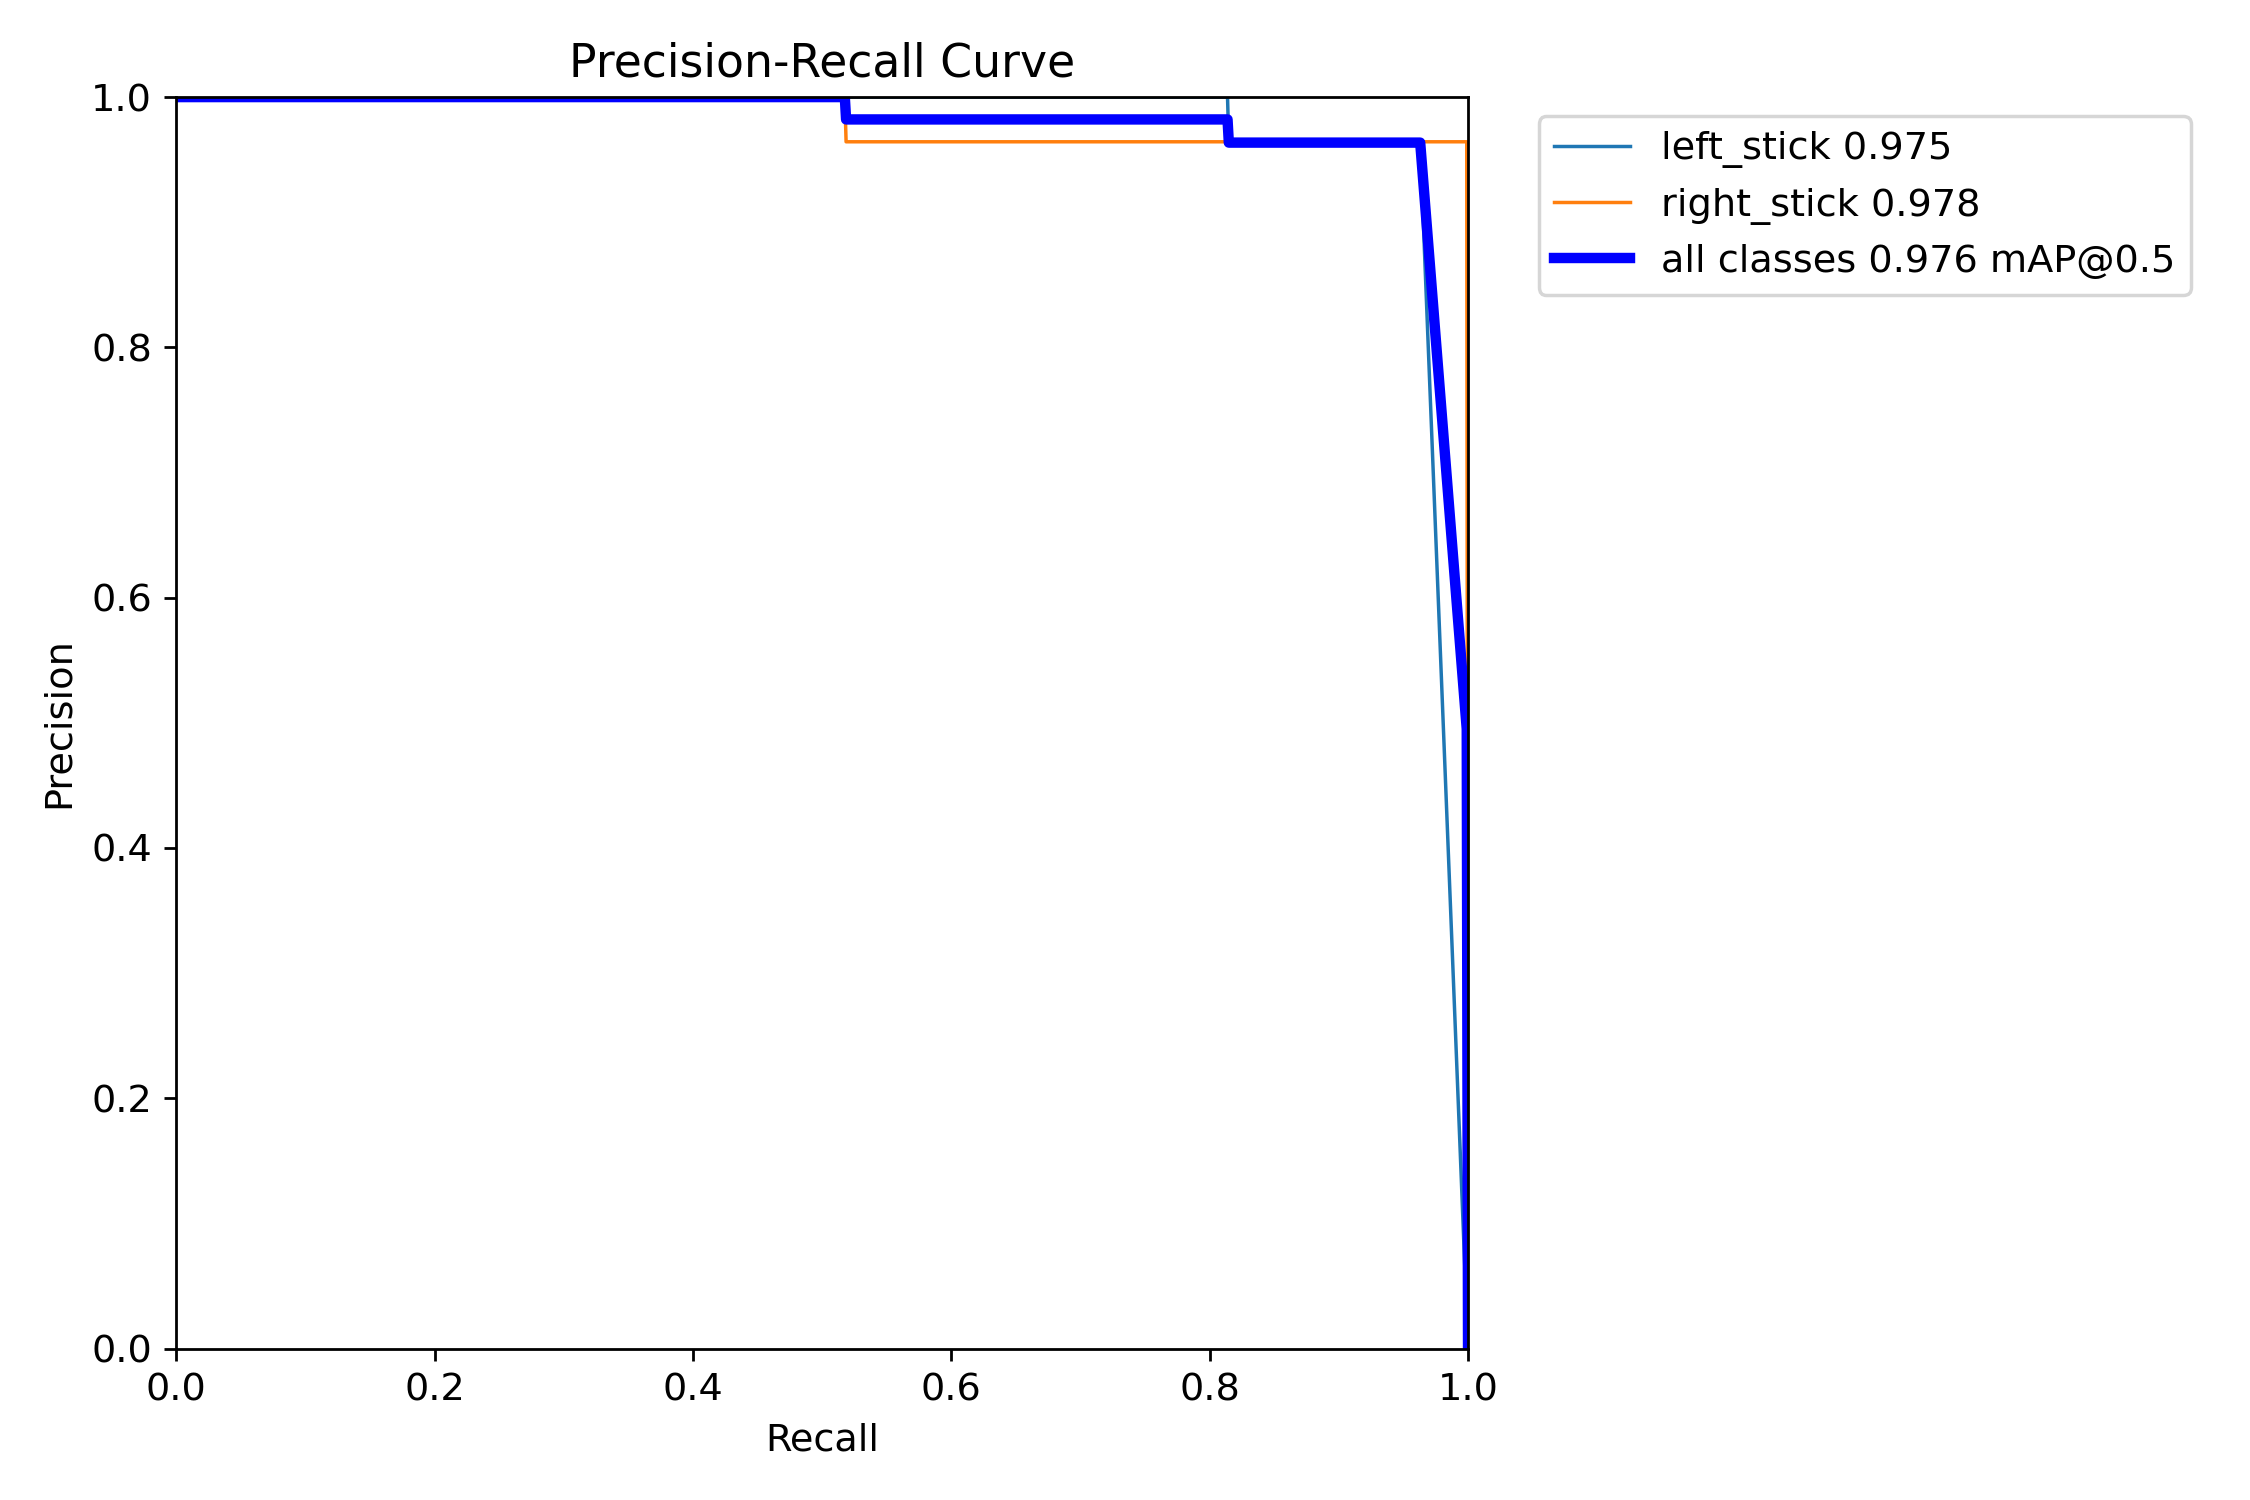 Precision-Recall Curve
1.0
0.8
0.6
0.4
0.2
0.0
Precision
0.0 0.2 0.4 0.6 0.8 1.0
Recall
left_stick 0.975
right_stick 0.978
all classes 0.976 mAP@0.5